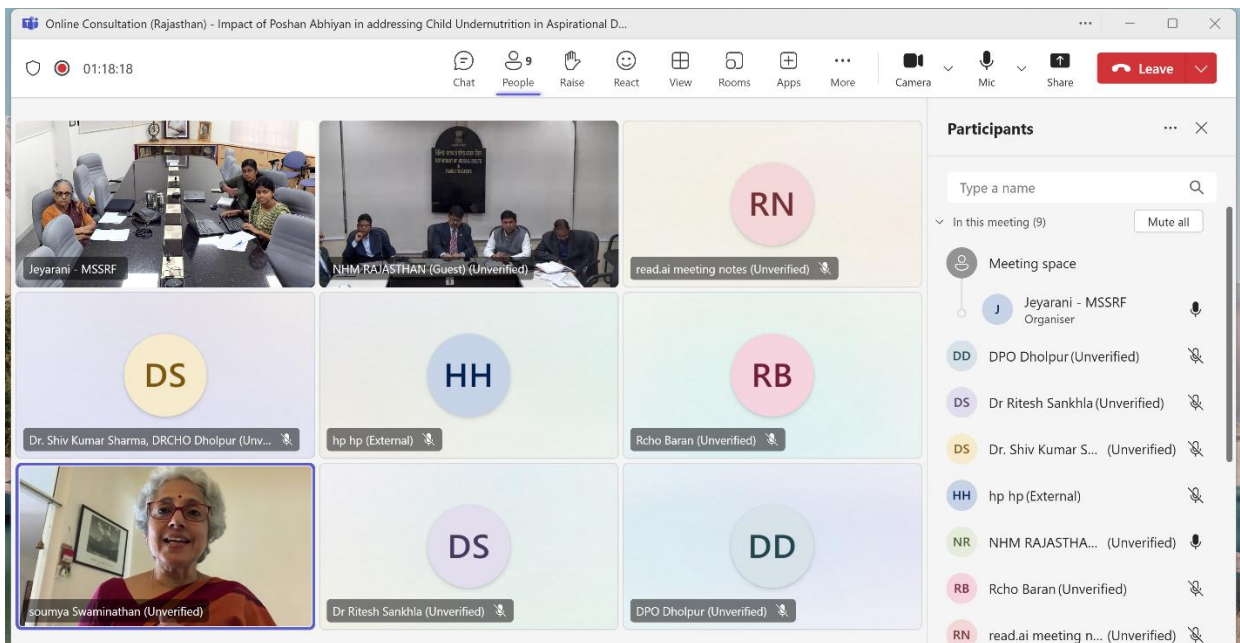 Online Consultation (Rajasthan) - Impact of Poshan Abhiyan in addressing Child Undernutrition in Aspirational D...
01:18:18
Chat
9
People
Raise
React
View
Rooms
Apps
More
Camera
Mic
Share
Leave
Jeyarani - MSSRF
NHM RAJASTHAN (Guest) (Unverified)
RN
read.ai meeting notes (Unverified)
DS
Dr. Shiv Kumar Sharma, DRCHO Dholpur (Unv...
HH
hp hp (External)
RB
Rcho Baran (Unverified)
soumya Swaminathan (Unverified)
DS
Dr Ritesh Sankhla (Unverified)
DD
DPO Dholpur (Unverified)
Participants
Type a name
In this meeting (9)
Mute all
Meeting space
J
Jeyarani - MSSRF
Organiser
DD DPO Dholpur (Unverified)
DS Dr Ritesh Sankhla (Unverified)
DS Dr. Shiv Kumar S... (Unverified)
HH hp hp (External)
NR NHM RAJASTHA... (Unverified)
RB Rcho Baran (Unverified)
RN read.ai meeting n... (Unverified)